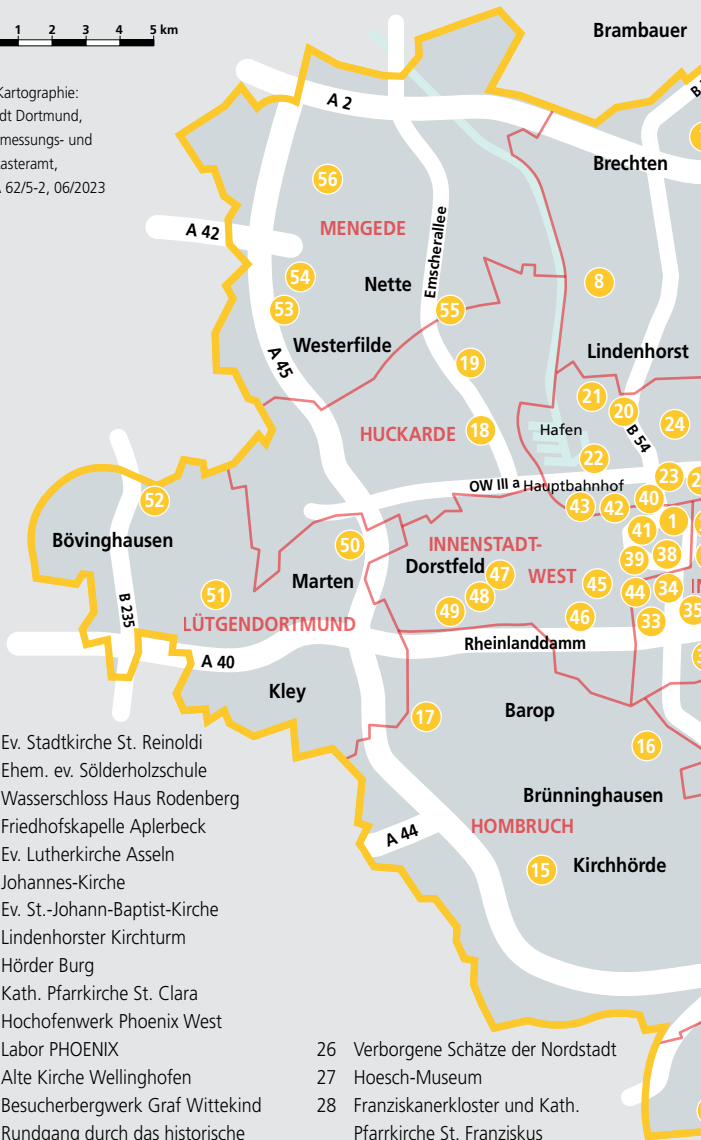 1 2 3 4 5 km
Kartographie:
dt Dortmund,
messungs- und
asteramt,
62/5-2, 06/2023
Brambauer
A 2
B
Brechten
56
MENGEDE
A 42
Emscherallee
54
Nette
8
53
55
Westerfilde
Lindenhorst
A 45
19
21
20
24
HUCKARDE
18
Hafen
B 54
22
23
2
OW III a
Hauptbahnhof
52
43
42
40
1
Bövinghausen
50
INNENSTADT-
41
Dorstfeld
39
38
Marten
47
WEST
45
51
48
44
34
IN
B 235
49
46
33
35
LÜTGENDORTMUND
Rheinlanddamm
A 40
3
Kley
17
Barop
16
Ev. Stadtkirche St. Reinoldi
Ehem. ev. Sölderholzschule
Wasserschloss Haus Rodenberg
Brünninghausen
Friedhofskapelle Aplerbeck
A 44
HOMBRUCH
Ev. Lutherkirche Asseln
15
Kirchhörde
Johannes-Kirche
Ev. St.-Johann-Baptist-Kirche
Lindenhorster Kirchturm
Hörder Burg
Kath. Pfarrkirche St. Clara
Hochofenwerk Phoenix West
Labor PHOENIX
Alte Kirche Wellinghofen
Besucherbergwerk Graf Wittekind
Rundgang durch das historische
26 Verborgene Schätze der Nordstadt
27 Hoesch-Museum
28 Franziskanerkloster und Kath.
Pfarrkirche St. Franziskus